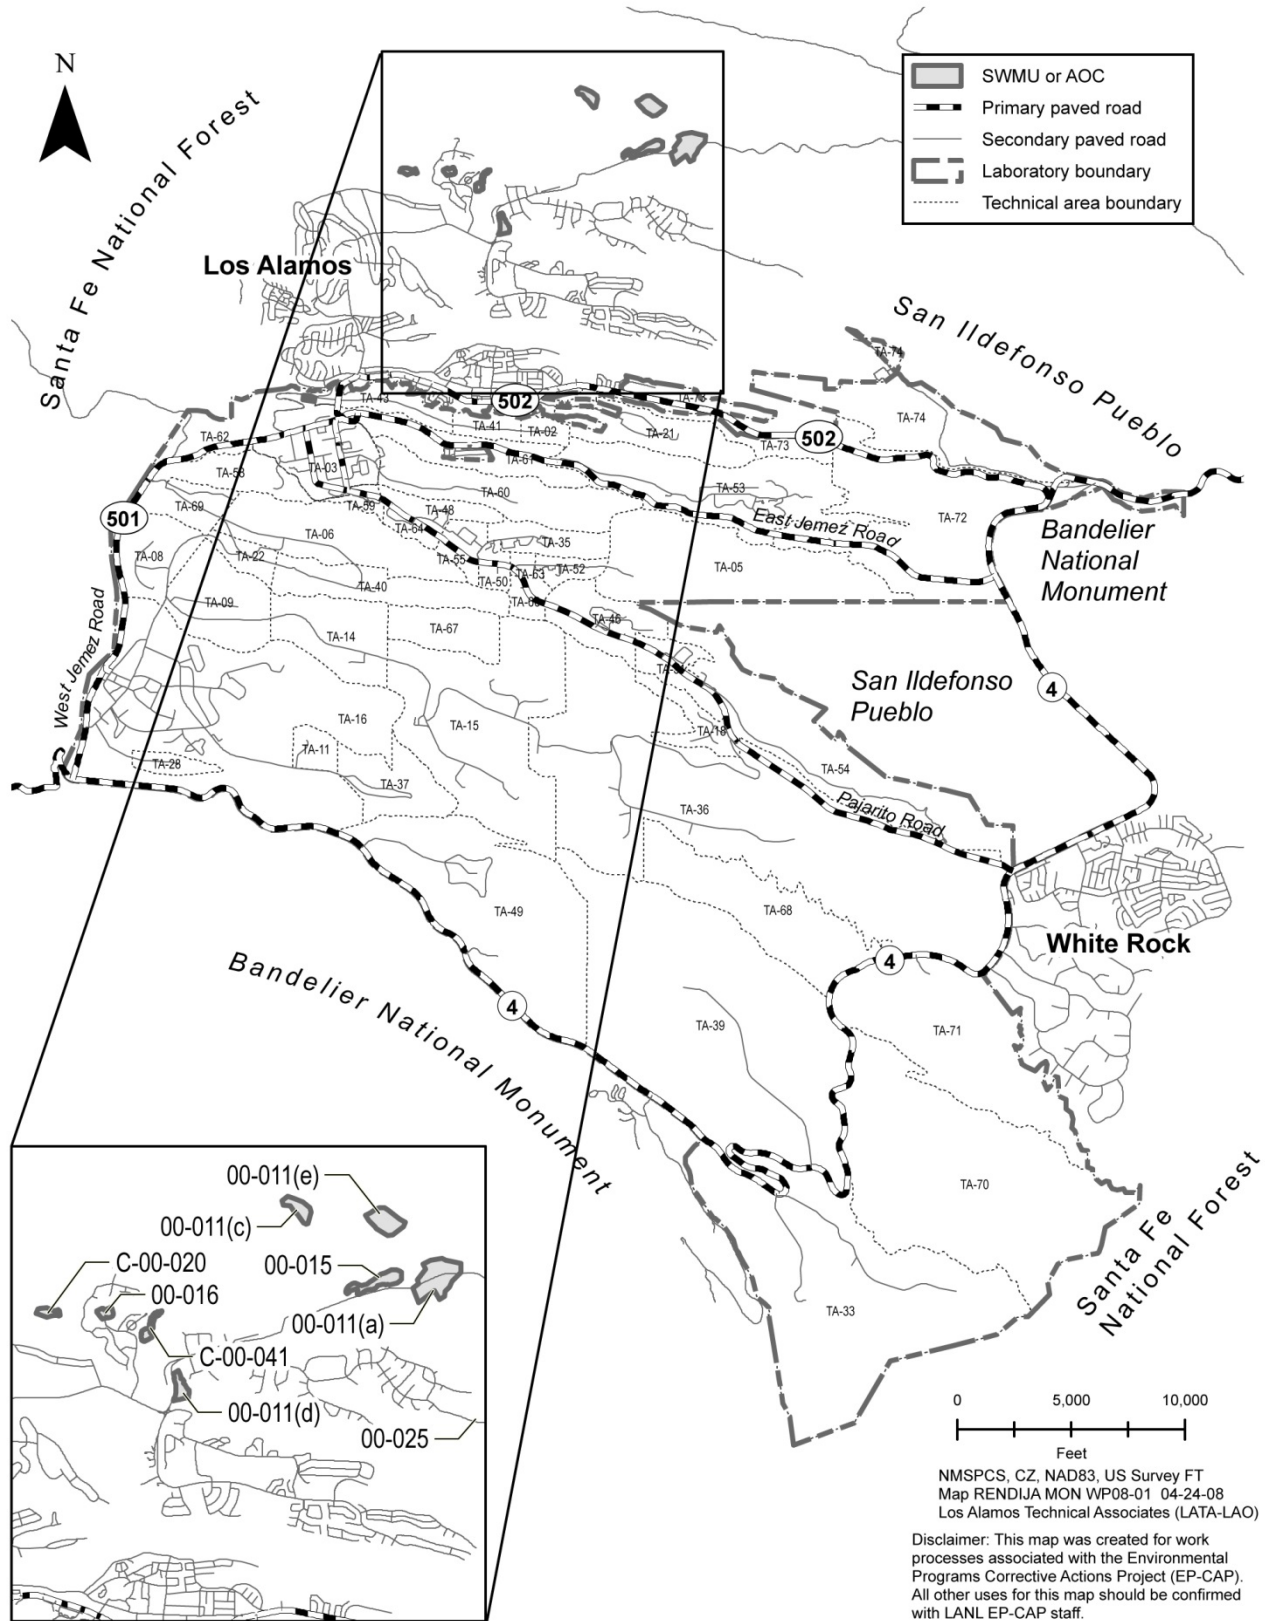 N
SWMU or AOC
Primary paved road
Secondary paved road
Laboratory boundary
Technical area boundary
Santa Fe National Forest
Los Alamos
San Ildefonso Pueblo
TA-74
TA-43
502
TA-73
TA-74
TA-62
TA-41
TA-02
TA-21
TA-73
502
TA-58
TA-03
TA-61
TA-53
TA-60
TA-69
TA-59
TA-48
TA-72
501
TA-06
TA-64
East Jemez Road
Bandelier
National
Monument
TA-08
TA-22
TA-55
TA-35
TA-40
TA-50
TA-63
TA-52
TA-05
TA-09
TA-46
TA-14
TA-67
West Jemez Road
San Ildefonso
Pueblo
4
TA-16
TA-15
TA-18
TA-11
TA-28
TA-37
TA-54
TA-36
Pajarito Road
TA-49
TA-68
White Rock
Bandelier National Monument
4
4
TA-39
TA-71
TA-70
TA-33
Santa Fe
National Forest
00-011(e)
00-011(c)
C-00-020
00-015
00-016
00-011(a)
C-00-041
00-011(d)
00-025
0 5,000 10,000
Feet
NMSPCS, CZ, NAD83, US Survey FT
Map RENDIJA MON WP08-01 04-24-08
Los Alamos Technical Associates (LATA-LAO)
Disclaimer: This map was created for work
processes associated with the Environmental
Programs Corrective Actions Project (EP-CAP).
All other uses for this map should be confirmed
with LANL EP-CAP staff.